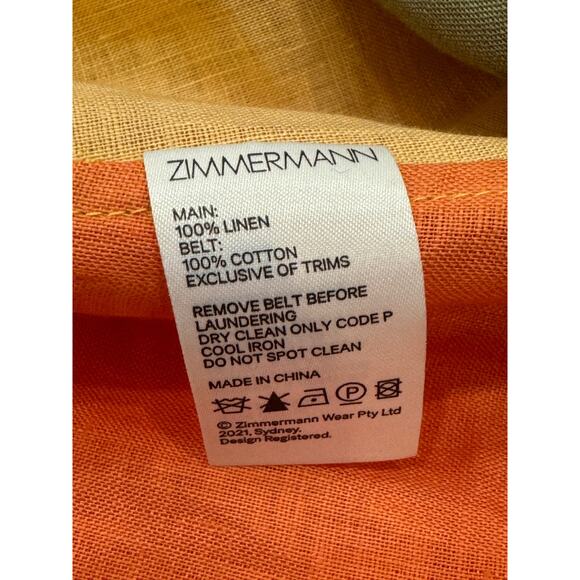 ZIMMERMANN
MAIN:
100% LINEN
BELT:
100% COTTON
EXCLUSIVE OF TRIMS
REMOVE BELT BEFORE
LAUNDERING
DRY CLEAN ONLY CODE P
COOL IRON
DO NOT SPOT CLEAN
MADE IN CHINA
P
© Zimmermann Wear Pty Ltd
2021, Sydney.
Design Registered.